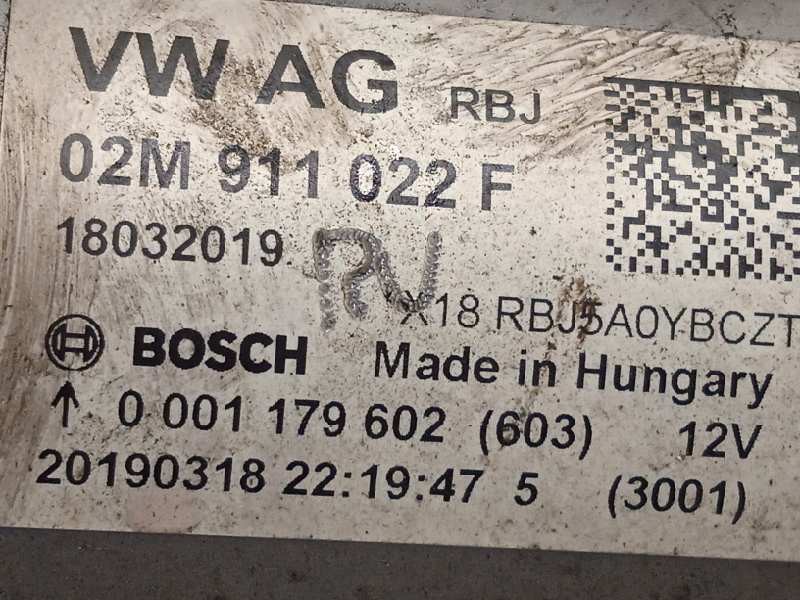 VW AG RBJ
02M 911 022 F
18032019
RV
X18 RBJ5A0YBCZT
BOSCH Made in Hungary
↑ 0 001 179 602 (603) 12V
20190318 22:19:47 5 (3001)